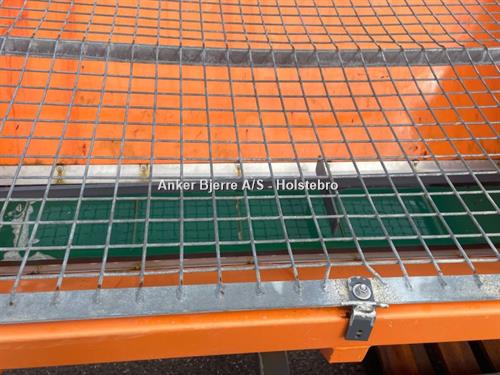 Anker Bjerre A/S - Holstebro